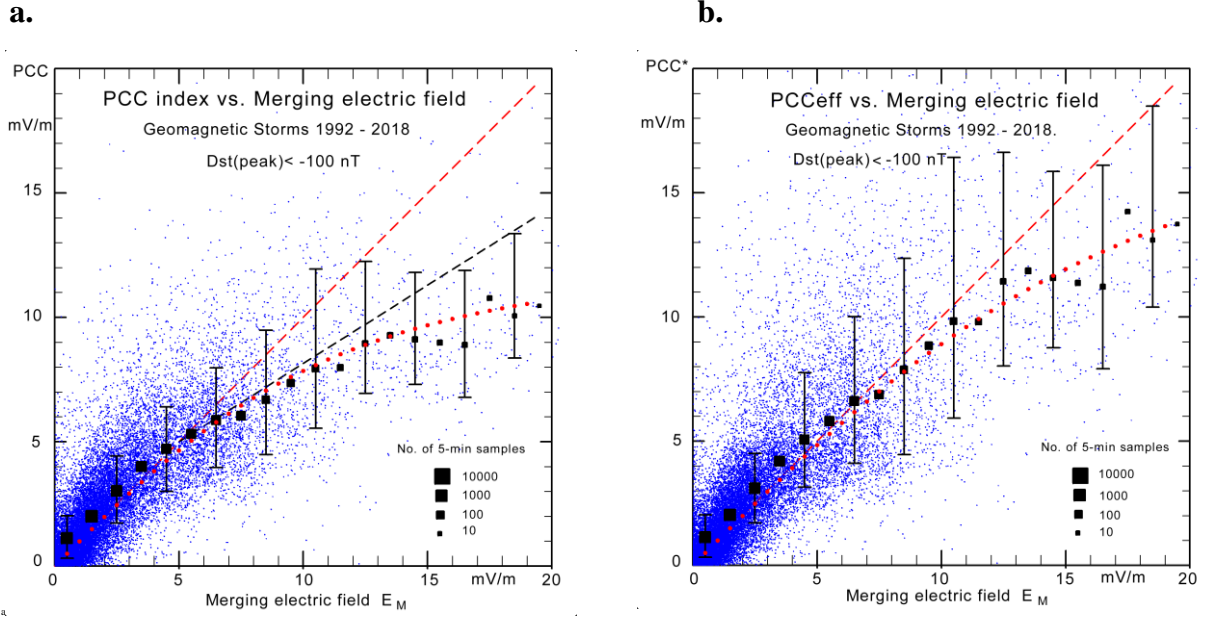 a.
PCC
mV/m
PCC index vs. Merging electric field
Geomagnetic Storms 1992 - 2018
Dst(peak)< -100 nT
15
10
5
0
No. of 5-min samples
10000
1000
100
10
0
5
10
15
mV/m
20
Merging electric field E M
a
b.
PCC*
mV/m
PCCeff vs. Merging electric field
Geomagnetic Storms 1992 - 2018.
Dst(peak)< -100 nT
15
10
5
0
No. of 5-min samples
10000
1000
100
10
0
5
10
15
mV/m
20
Merging electric field E M